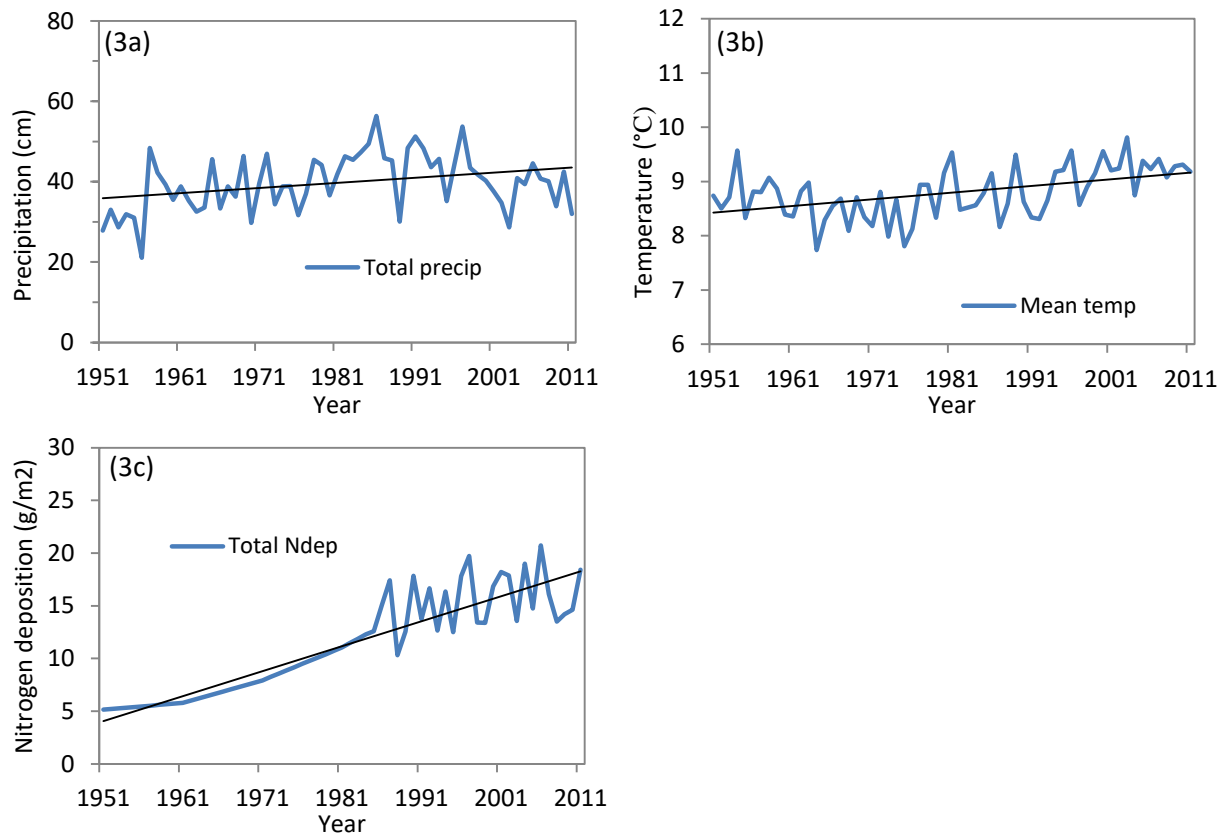 (3a)
Precipitation (cm)
80
60
40
20
0
Total precip
1951 1961 1971 1981 1991 2001 2011
Year
(3b)
Temperature (°C)
12
11
10
9
8
7
6
Mean temp
1951 1961 1971 1981 1991 2001 2011
Year
(3c)
Nitrogen deposition (g/m2)
30
25
20
15
10
5
0
Total Ndep
1951 1961 1971 1981 1991 2001 2011
Year